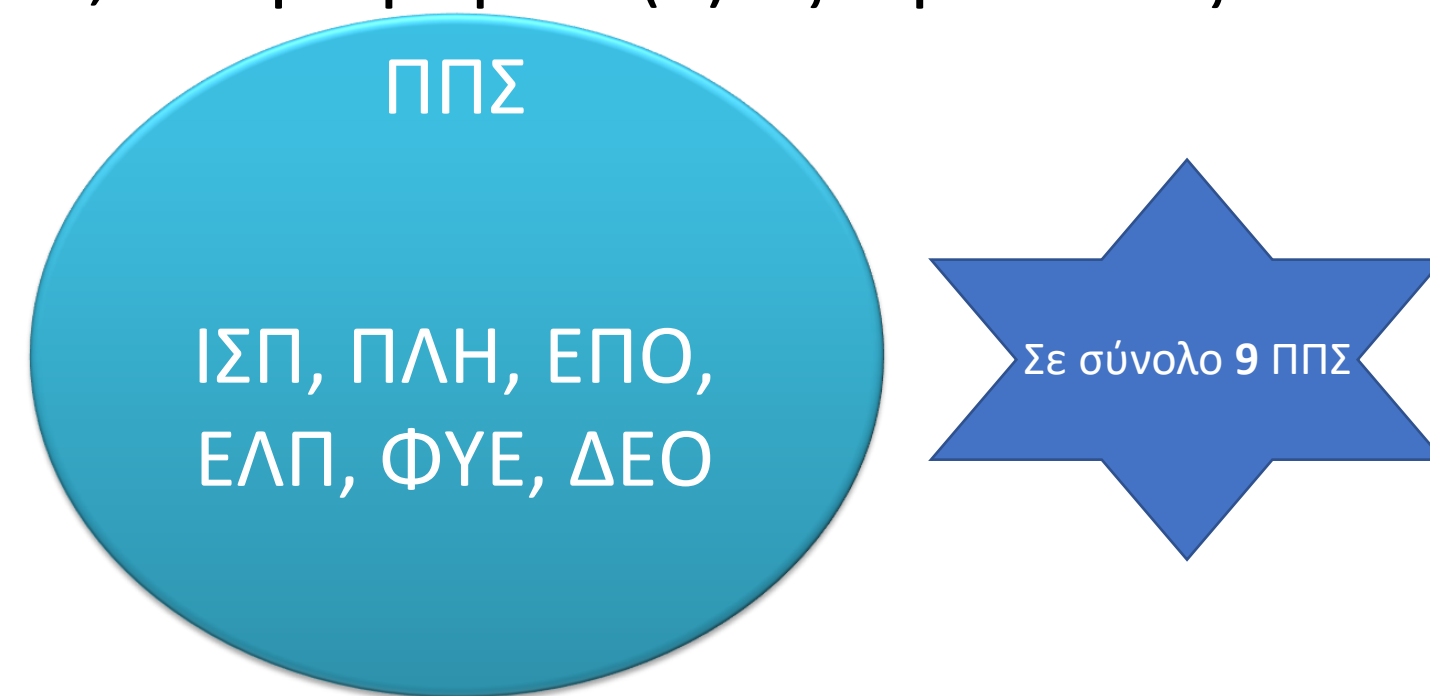 ΠΠΣ
ΙΣΠ, ΠΛΗ, ΕΠΟ,
ΕΛΠ, ΦΥΕ, ΔΕΟ
Σε σύνολο 9 ΠΠΣ